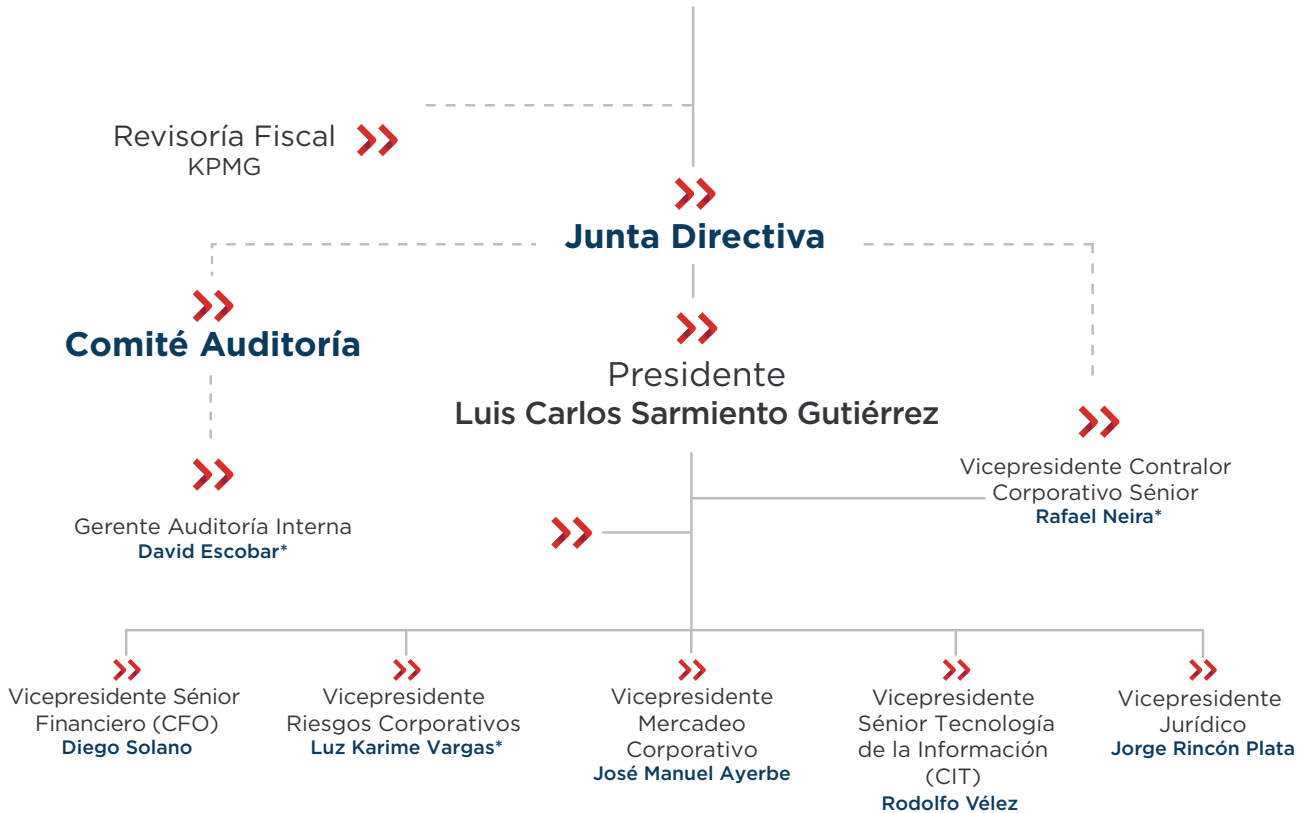 Revisoría Fiscal
KPMG
Junta Directiva
Comité Auditoría
Presidente
Luis Carlos Sarmiento Gutiérrez
Vicepresidente Contralor
Corporativo Sénior
Rafael Neira*
Gerente Auditoría Interna
David Escobar*
Vicepresidente Sénior
Financiero (CFO)
Diego Solano
Vicepresidente
Riesgos Corporativos
Luz Karime Vargas*
Vicepresidente
Mercadeo
Corporativo
José Manuel Ayerbe
Vicepresidente
Sénior Tecnología
de la Información
(CIT)
Rodolfo Vélez
Vicepresidente
Jurídico
Jorge Rincón Plata